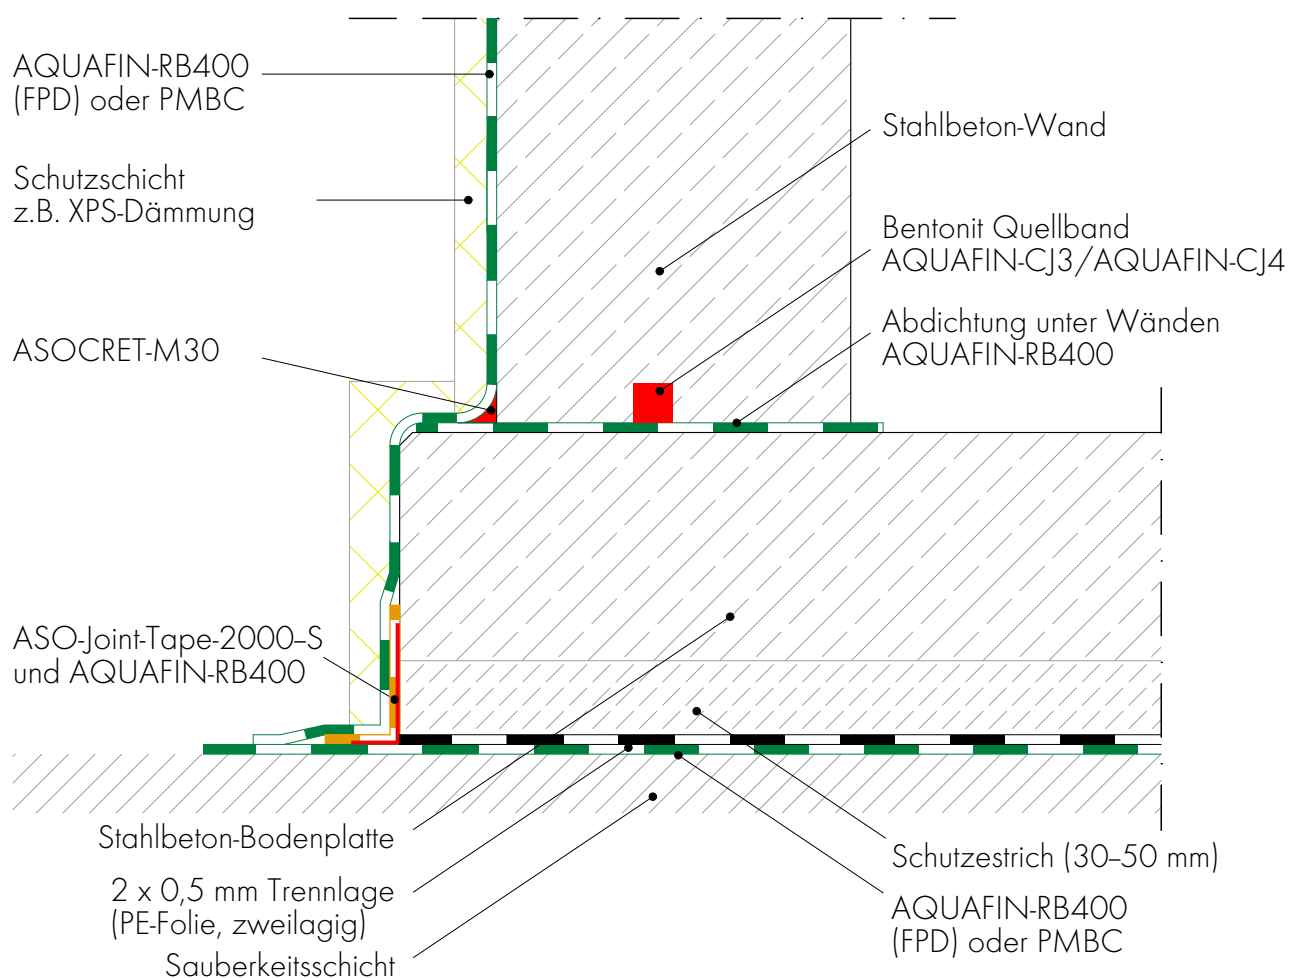 AQUAFIN-RB400
(FPD) oder PMBC
Schutzschicht
z.B. XPS-Dämmung
ASOCRET-M30
ASO-Joint-Tape-2000–S
und AQUAFIN-RB400
Stahlbeton-Wand
Bentonit Quellband
AQUAFIN-CJ3/AQUAFIN-CJ4
Abdichtung unter Wänden
AQUAFIN-RB400
Stahlbeton-Bodenplatte
2 x 0,5 mm Trennlage
(PE-Folie, zweilagig)
Sauberkeitsschicht
Schutzestrich (30–50 mm)
AQUAFIN-RB400
(FPD) oder PMBC